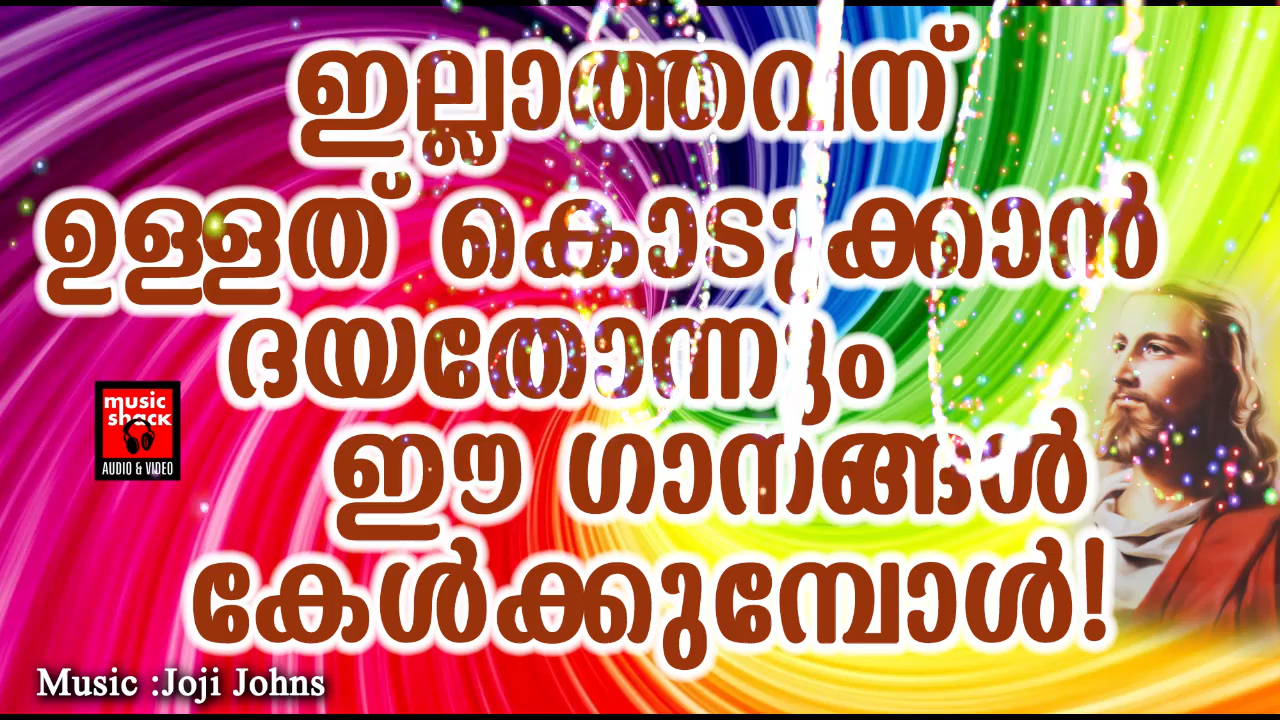 ഇല്ലാത്തവന്
ഉള്ളത് കൊടുക്കാൻ
ദയതോന്നും
ഈ ഗാനങ്ങൾ
കേൾക്കുമ്പോൾ!
music
shack
AUDIO & VIDEO
Music :Joji Johns